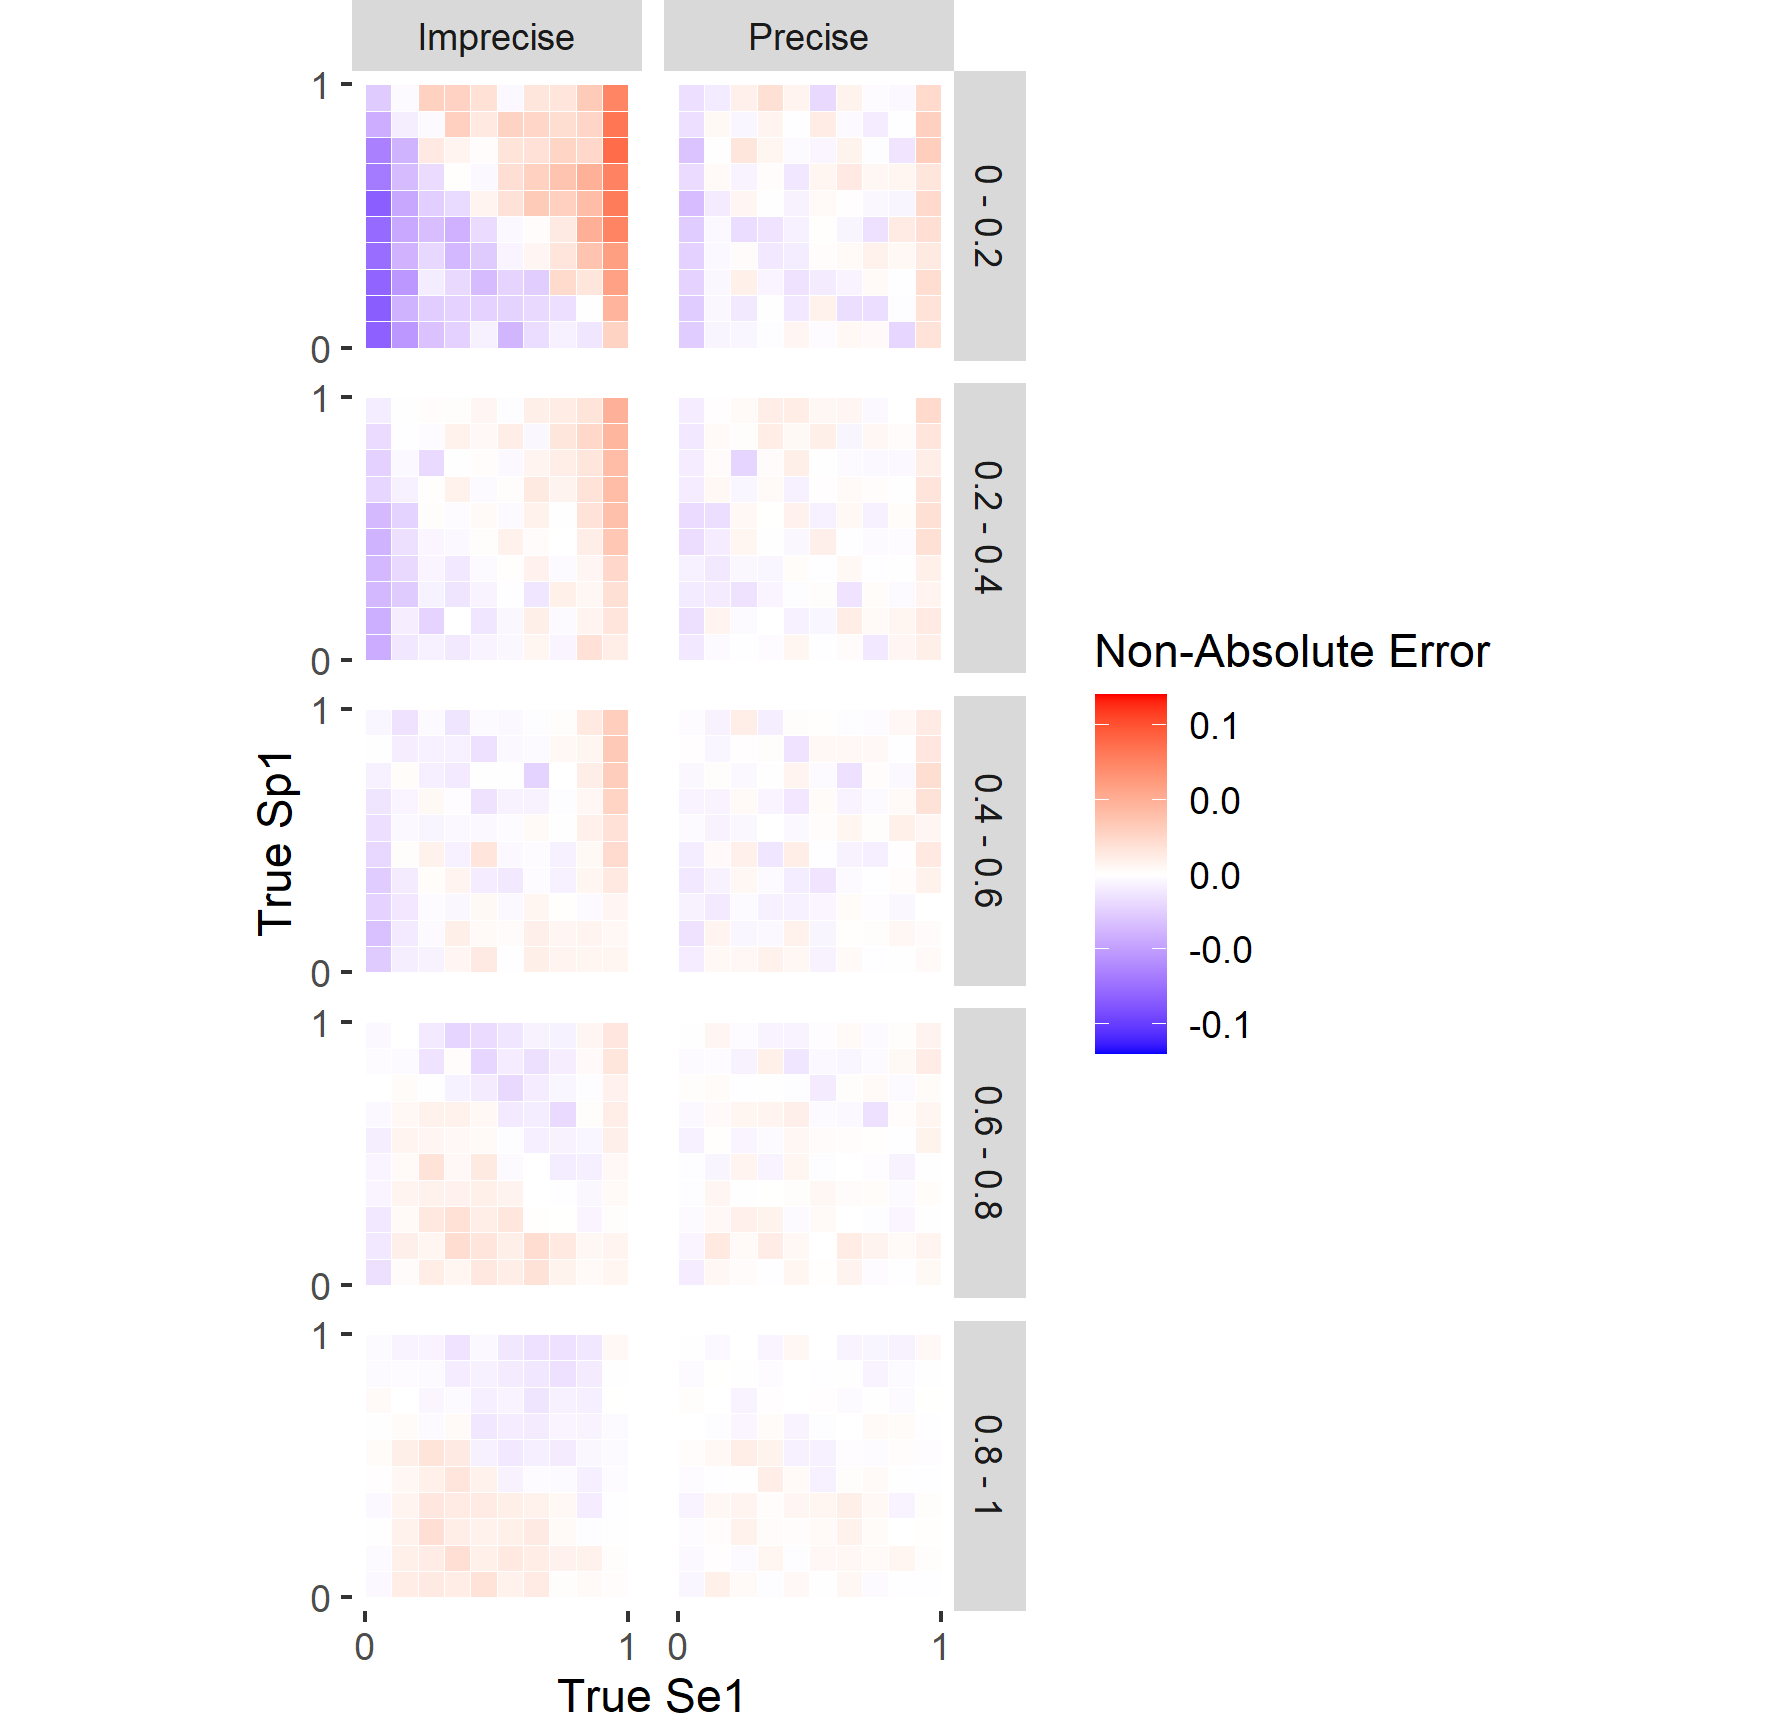 Imprecise Precise
1
0
0 - 0.2
1
0
0.2 - 0.4
1
0
0.4 - 0.6
1
0
0.6 - 0.8
1
0
0.8 - 1
True Sp1
0 1 0 1
True Se1
Non-Absolute Error
0.1
0.0
0.0
-0.0
-0.1